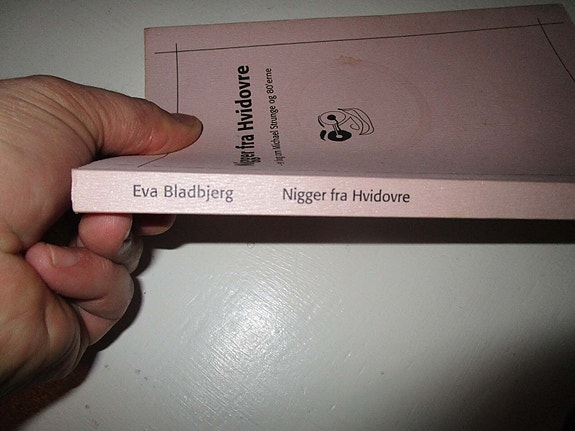 Nigger fra Hvidovre
Michael Strunge og 80'erne
Eva Bladbjerg Nigger fra Hvidovre